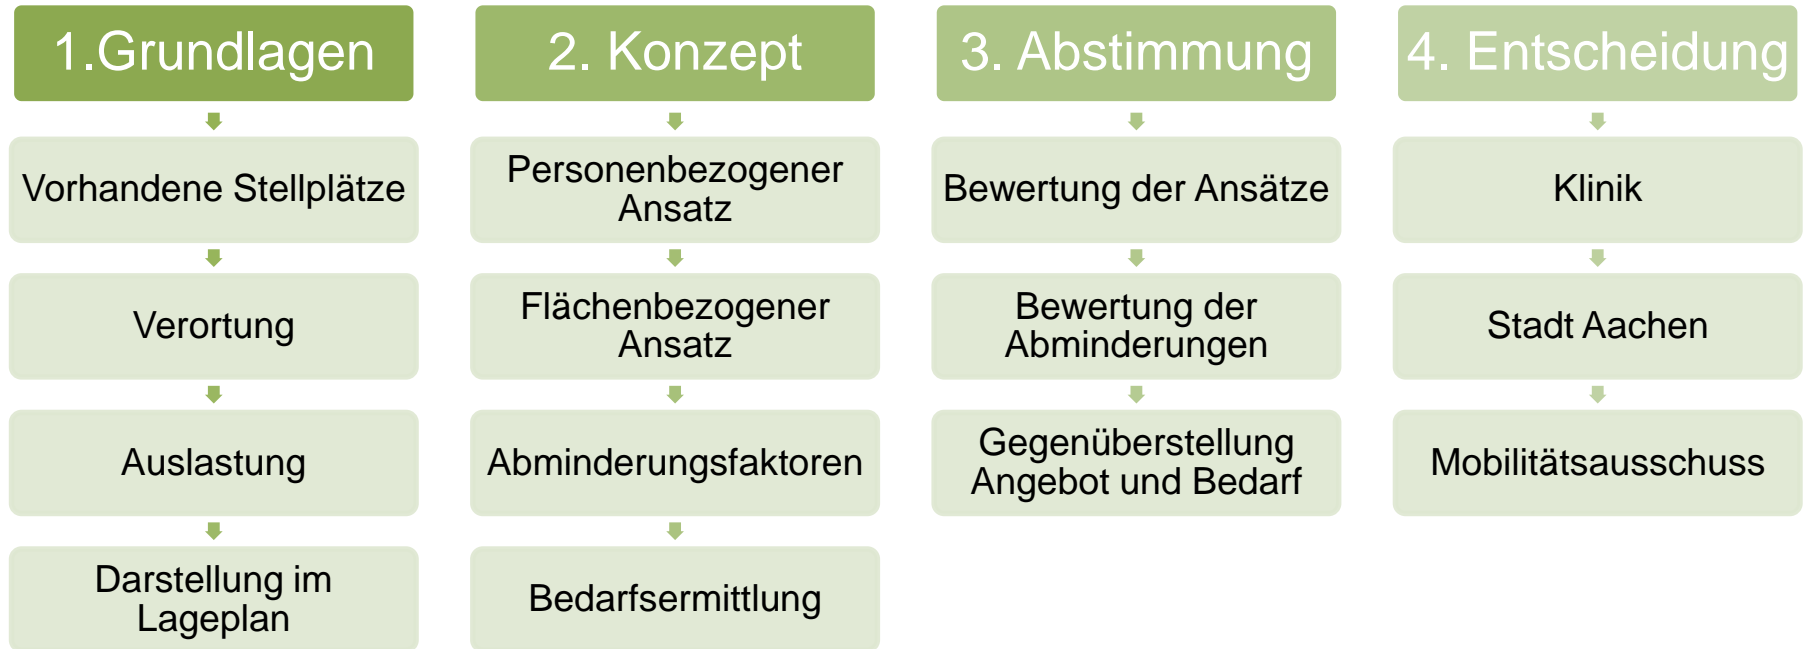 1.Grundlagen
Vorhandene Stellplätze
Verortung
Auslastung
Darstellung im
Lageplan
2. Konzept
Personenbezogener
Ansatz
Flächenbezogener
Ansatz
Abminderungsfaktoren
Bedarfsermittlung
3. Abstimmung
Bewertung der Ansätze
Bewertung der
Abminderungen
Gegenüberstellung
Angebot und Bedarf
4. Entscheidung
Klinik
Stadt Aachen
Mobilitätsausschuss